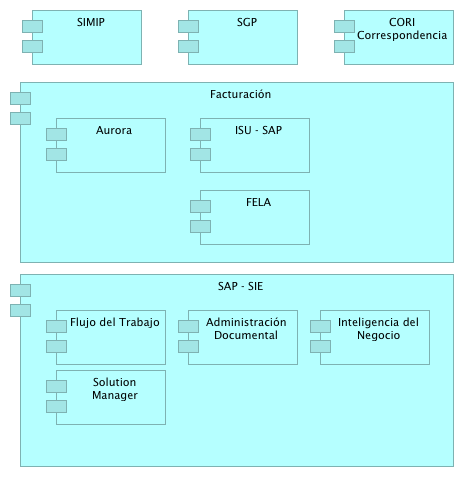 SIMIP
SGP
CORI
Correspondencia
Facturación
Aurora
ISU - SAP
FELA
SAP - SIE
Flujo del Trabajo
Administración
Documental
Inteligencia del
Negocio
Solution
Manager